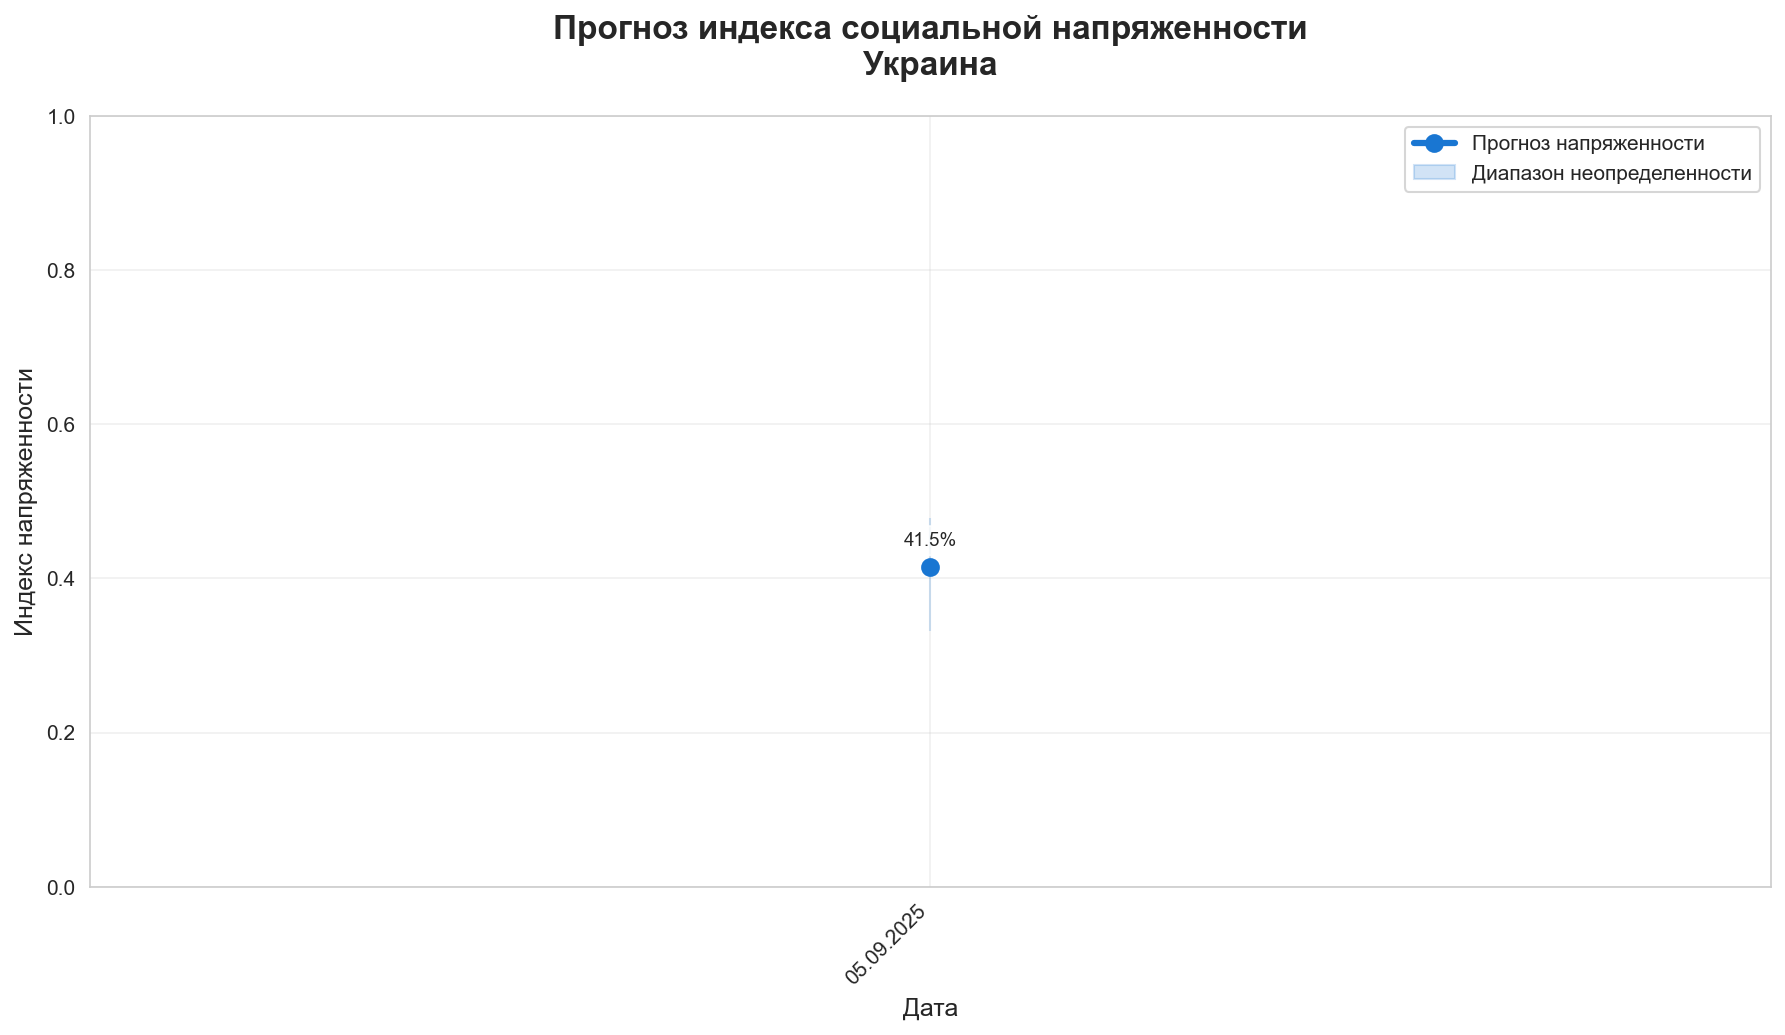 Прогноз индекса социальной напряженности
Украина
Индекс напряженности
1.0
0.8
0.6
0.4
0.2
0.0
Прогноз напряженности
Диапазон неопределенности
41.5%
05.09.2025
Дата